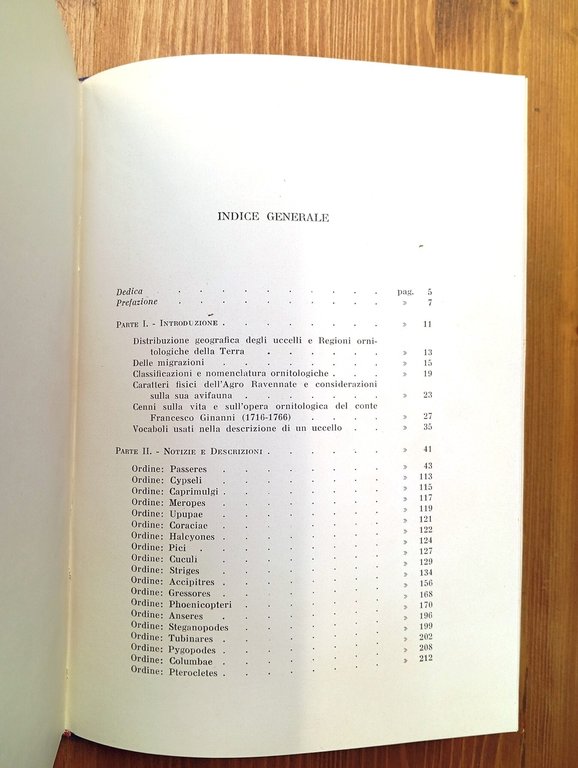 INDICE GENERALE
Dedica . . . . . . . . . . pag. 5
Prefazione . . . . . . . . . . » 7
PARTE I. - INTRODUZIONE . . . . . . . » 11
Distribuzione geografica degli uccelli e Regioni orni-
tologiche della Terra . . . . . . » 13
Delle migrazioni . . . . . . . . » 15
Classificazioni e nomenclatura ornitologiche . . . » 19
Caratteri fisici dell'Agro Ravennate e considerazioni
sulla sua avifauna . . . . . . » 23
Cenni sulla vita e sull'opera ornitologica del conte
Francesco Ginanni (1716-1766) . . . . » 27
Vocaboli usati nella descrizione di un uccello . . . » 35
PARTE II. - NOTIZIE E DESCRIZIONI . . . . . . » 41
Ordine: Passeres . . . . . . . . » 43
Ordine: Cypseli . . . . . . . . » 113
Ordine: Caprimulgi . . . . . . . . » 115
Ordine: Meropes . . . . . . . . » 117
Ordine: Upupae . . . . . . . . » 119
Ordine: Coraciae . . . . . . . . » 121
Ordine: Halcyones . . . . . . . . » 122
Ordine: Pici . . . . . . . . . » 124
Ordine: Cuculi . . . . . . . . » 127
Ordine: Striges . . . . . . . . » 129
Ordine: Accipitres . . . . . . . . » 134
Ordine: Gressores . . . . . . . . » 156
Ordine: Phoenicopteri . . . . . . . . » 168
Ordine: Anseres . . . . . . . . » 170
Ordine: Steganopodes . . . . . . . . » 196
Ordine: Tubinares . . . . . . . . » 199
Ordine: Pygopodes . . . . . . . . » 202
Ordine: Columbae . . . . . . . . » 208
Ordine: Pterocletes . . . . . . . . » 212